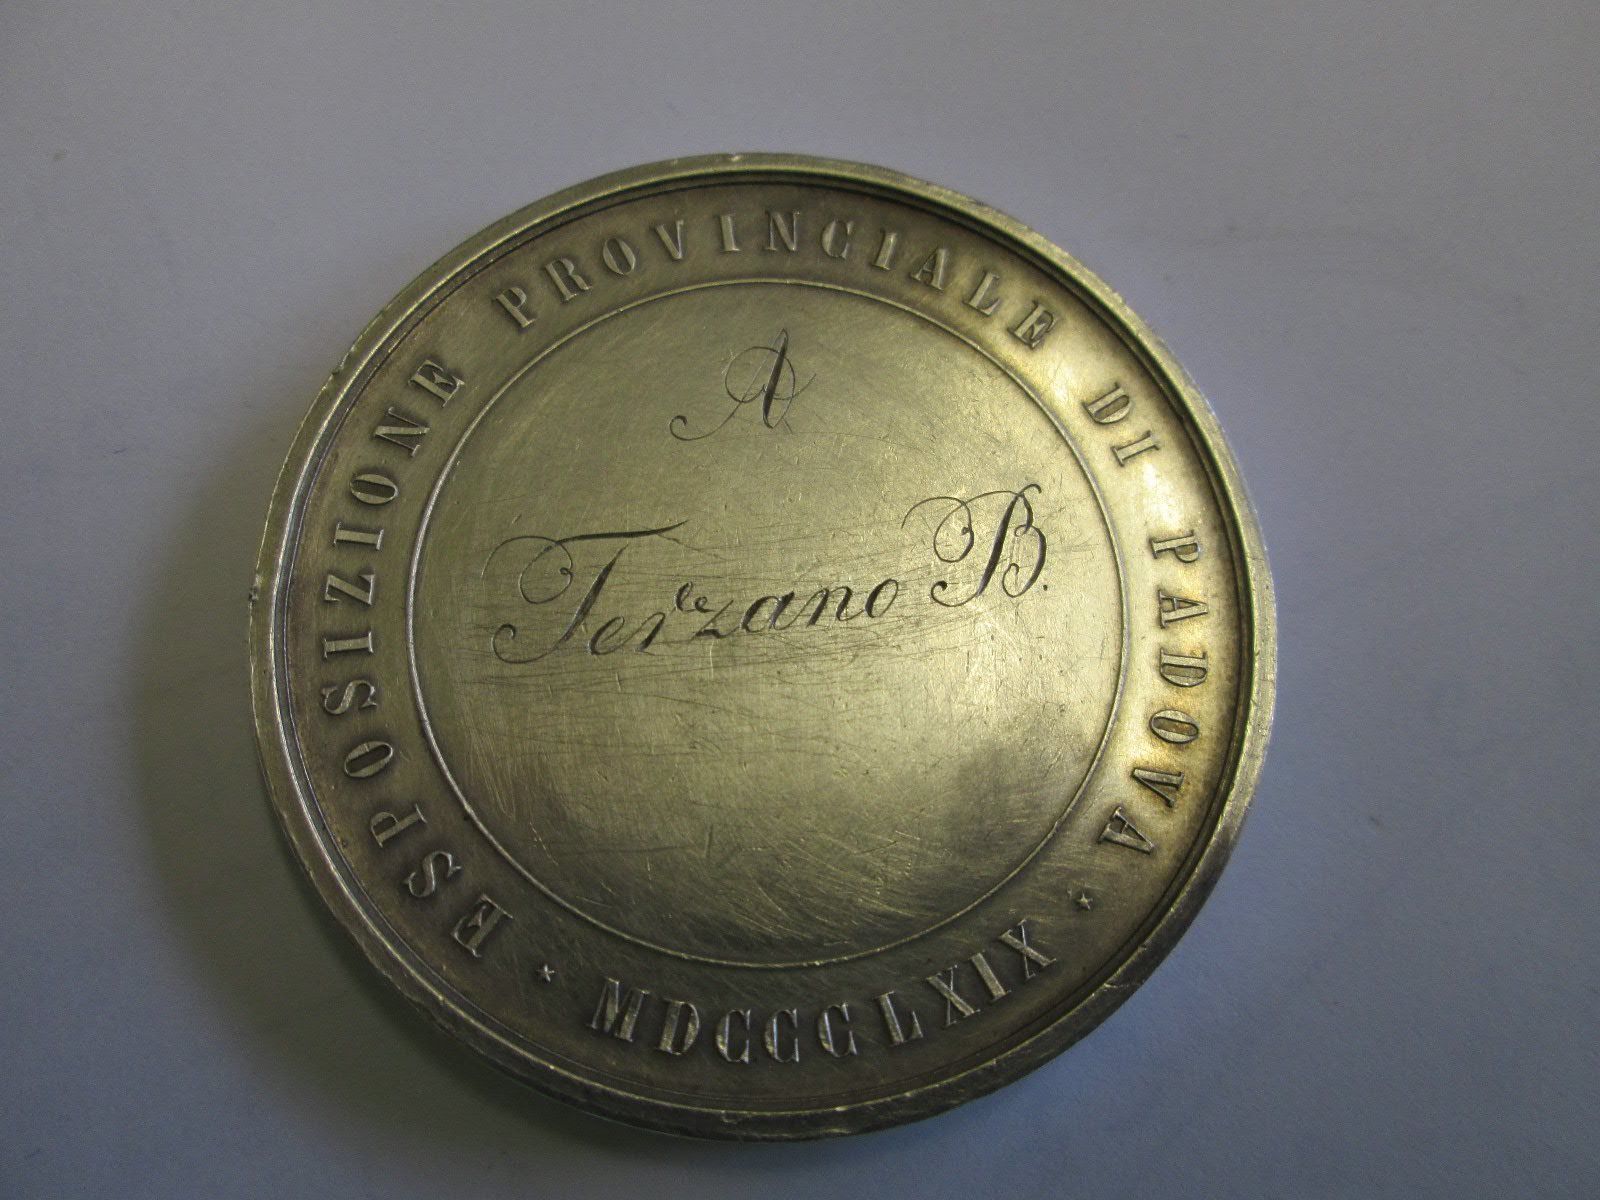 ESPOSIZIONE PROVINCIALE DI PADOVA
MDCCCLXIX
A
Terzano B.